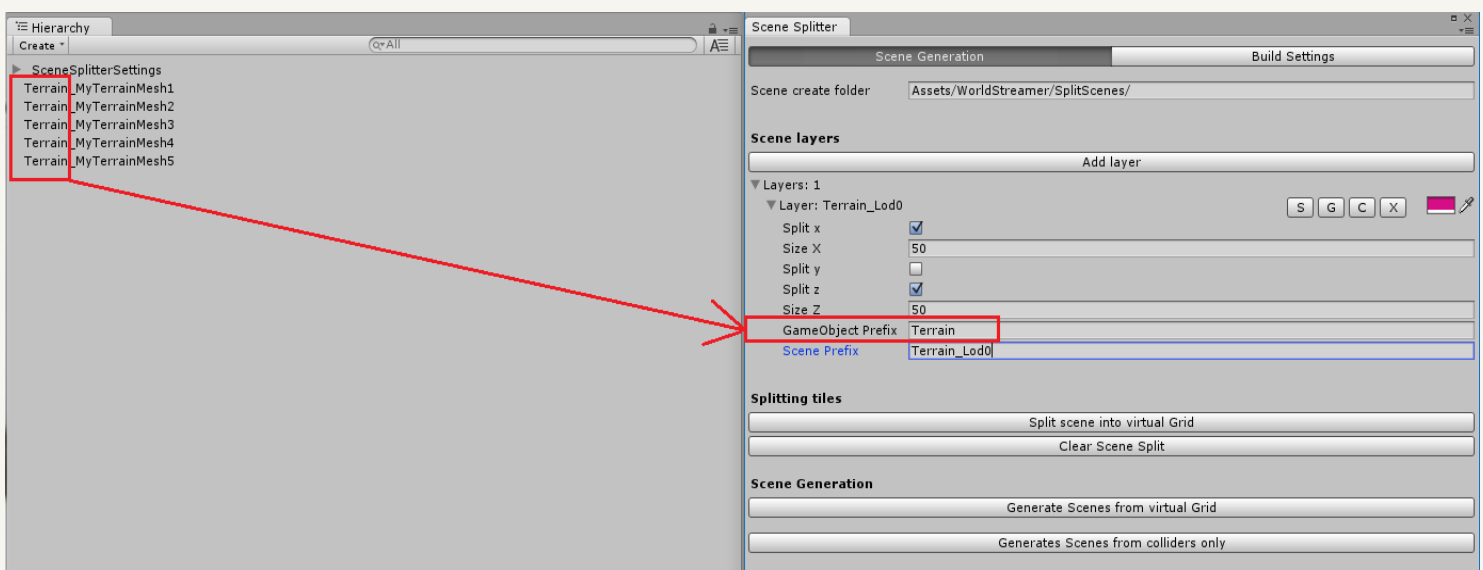 Hierarchy
Create
All
SceneSplitterSettings
Terrain_MyTerrainMesh1
Terrain_MyTerrainMesh2
Terrain_MyTerrainMesh3
Terrain_MyTerrainMesh4
Terrain_MyTerrainMesh5
Scene Splitter
Scene Generation Build Settings
Scene create folder Assets/WorldStreamer/SplitScenes/
Scene layers
Add layer
Layers: 1
Layer: Terrain_Lod0 S G C X
Split x
Size X 50
Split y
Split z
Size Z 50
GameObject Prefix Terrain
Scene Prefix Terrain_Lod0
Splitting tiles
Split scene into virtual Grid
Clear Scene Split
Scene Generation
Generate Scenes from virtual Grid
Generates Scenes from colliders only